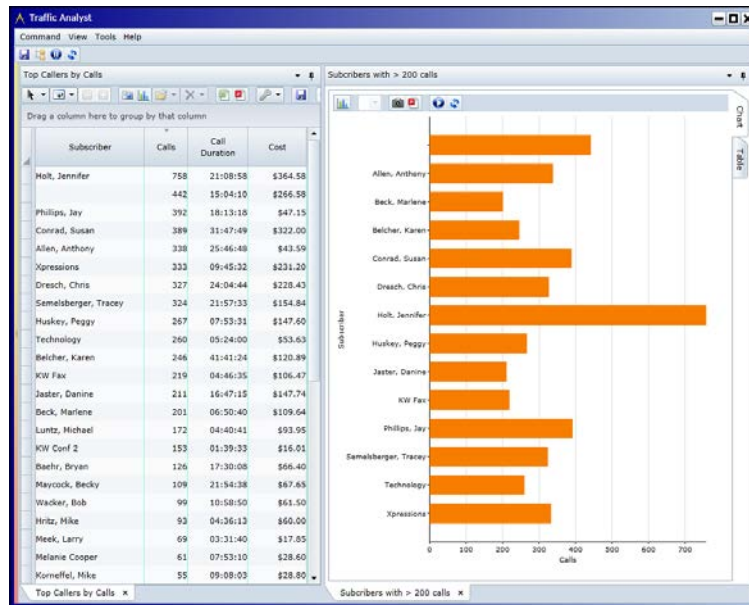 Traffic Analyst
Command View Tools Help
Top Callers by Calls
Drag a column here to group by that column
Subscriber Calls Call Duration Cost
Holt, Jennifer 758 21:08:58 $364.58
442 15:04:10 $266.58
Phillips, Jay 392 18:13:18 $47.15
Conrad, Susan 389 31:47:49 $322.00
Allen, Anthony 338 25:46:48 $43.59
Xpressions 333 09:45:32 $231.20
Dresch, Chris 327 24:04:44 $228.43
Semelsberger, Tracey 324 21:57:33 $154.84
Huskey, Peggy 267 07:53:31 $147.60
Technology 260 05:24:00 $53.63
Belcher, Karen 246 41:41:24 $120.89
KW Fax 219 04:46:35 $106.47
Jaster, Danine 211 16:47:15 $147.74
Beck, Marlene 201 06:50:40 $109.64
Luntz, Michael 172 04:40:41 $93.95
KW Conf 2 153 01:39:33 $16.01
Baehr, Bryan 126 17:30:08 $66.40
Maycock, Becky 109 21:54:38 $67.65
Wacker, Bob 99 10:58:50 $61.50
Hritz, Mike 93 04:36:13 $60.00
Meek, Larry 69 03:31:40 $17.85
Melanie Cooper 61 07:53:10 $28.60
Korneffel, Mike 55 09:08:03 $28.80
Top Callers by Calls
Subcribers with > 200 calls
Chart
Table
Subscriber
Allen, Anthony
Beck, Marlene
Belcher, Karen
Conrad, Susan
Dresch, Chris
Holt, Jennifer
Huskey, Peggy
Jaster, Danine
KW Fax
Phillips, Jay
Semelsberger, Tracey
Technology
Xpressions
0 100 200 300 400 500 600 700
Calls
Subcribers with > 200 calls